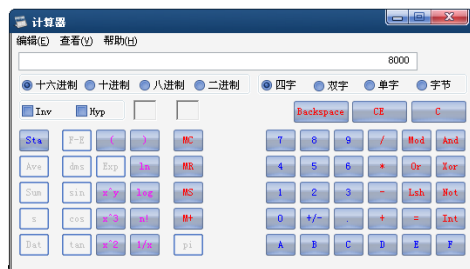 计算器
编辑(E) 查看(V) 帮助(H)
8000
十六进制 十进制 八进制 二进制 四字 双字 单字 字节
Inv Hyp Backspace CE C
Sta F-E ( ) MC 7 8 9 / Mod And
Ave dms Exp ln MR 4 5 6 * Or Xor
Sum sin x^y log MS 1 2 3 - Lsh Not
s cos x^3 n! M+ 0 +/- . + = Int
Dat tan x^2 1/x pi A B C D E F